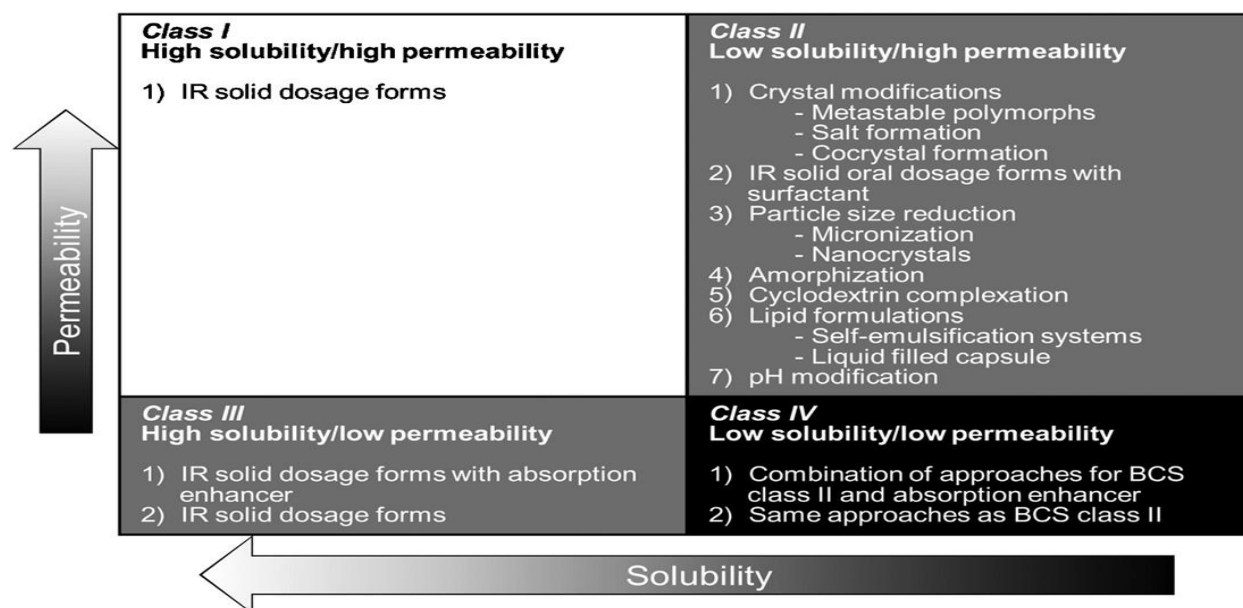 Class I
High solubility/high permeability
1) IR solid dosage forms
Class II
Low solubility/high permeability
1) Crystal modifications
- Metastable polymorphs
- Salt formation
- Cocrystal formation
2) IR solid oral dosage forms with
surfactant
3) Particle size reduction
- Micronization
- Nanocrystals
4) Amorphization
5) Cyclodextrin complexation
6) Lipid formulations
- Self-emulsification systems
- Liquid filled capsule
7) pH modification
Permeability
Class III
High solubility/low permeability
1) IR solid dosage forms with absorption
enhancer
2) IR solid dosage forms
Class IV
Low solubility/low permeability
1) Combination of approaches for BCS
class II and absorption enhancer
2) Same approaches as BCS class II
Solubility